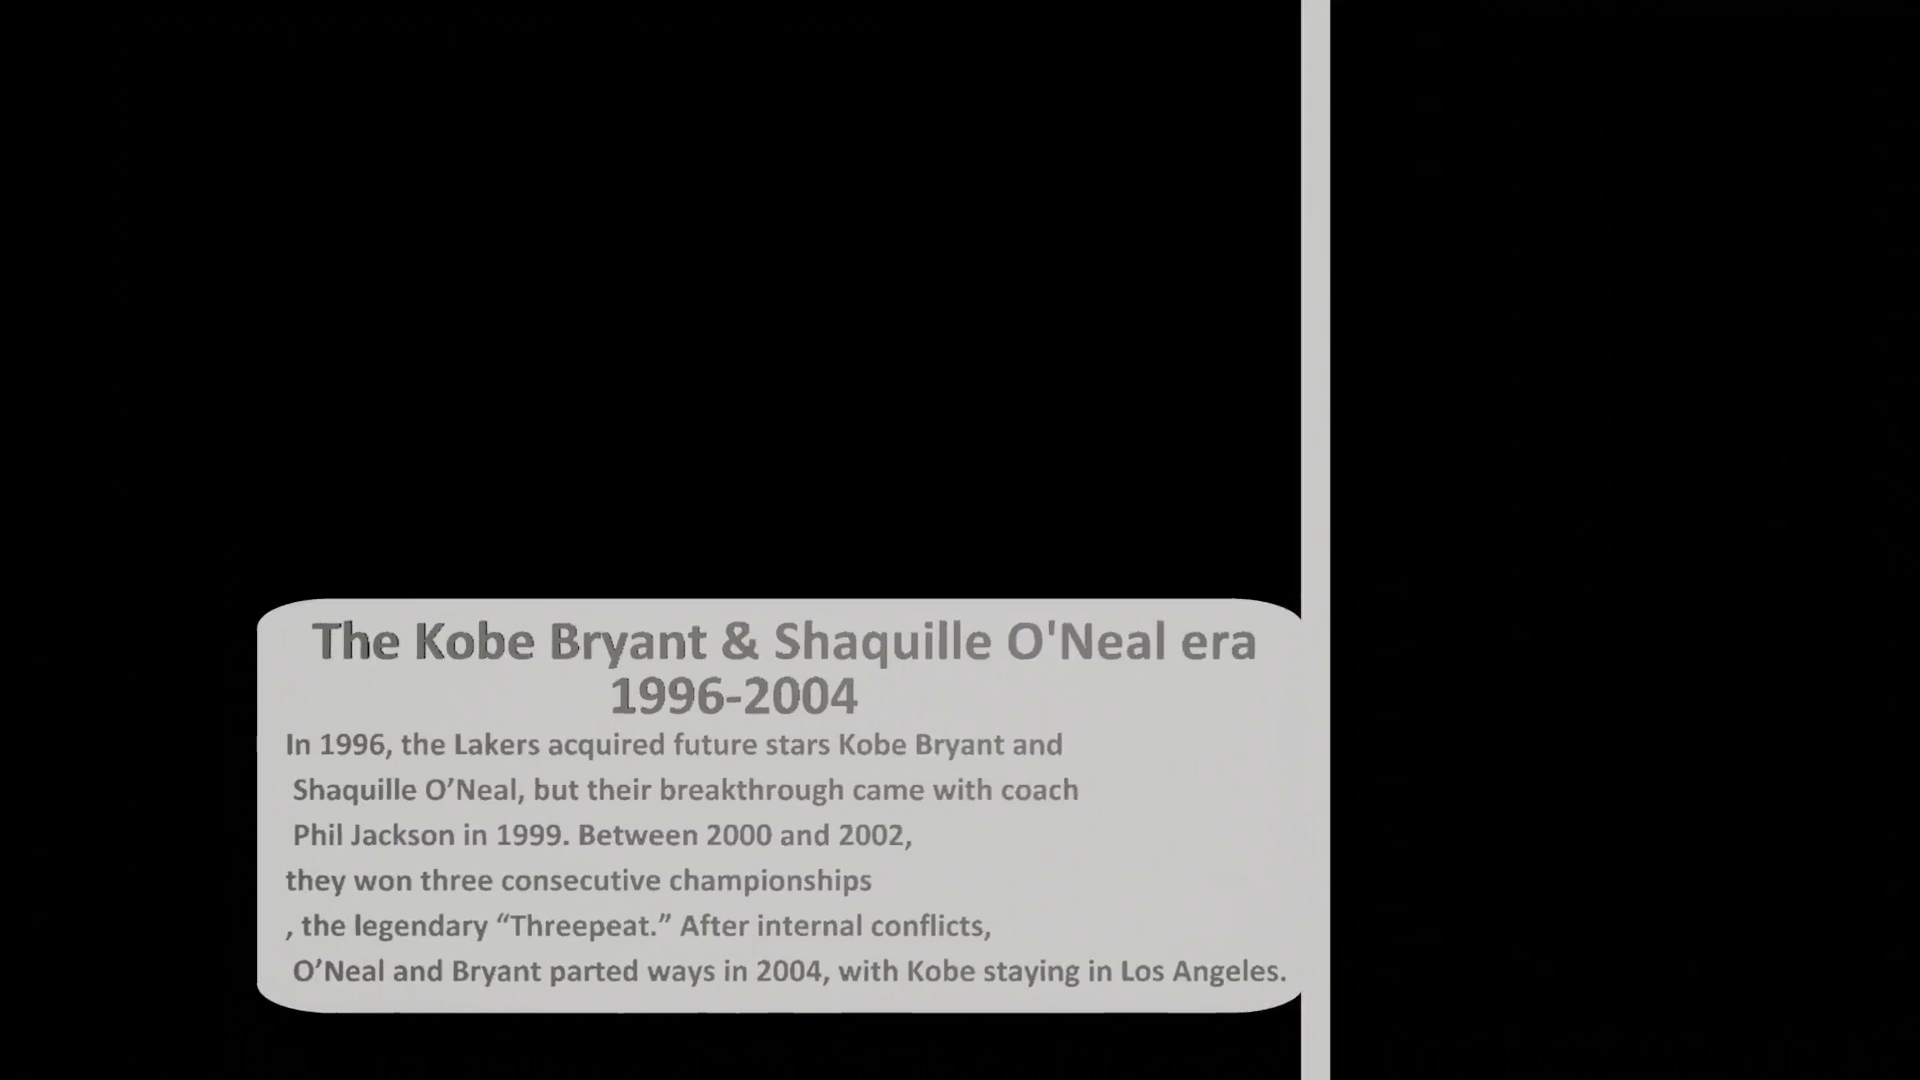 The Kobe Bryant & Shaquille O'Neal era
1996-2004
In 1996, the Lakers acquired future stars Kobe Bryant and
Shaquille O’Neal, but their breakthrough came with coach
Phil Jackson in 1999. Between 2000 and 2002,
they won three consecutive championships
, the legendary “Threepeat.” After internal conflicts,
O’Neal and Bryant parted ways in 2004, with Kobe staying in Los Angeles.